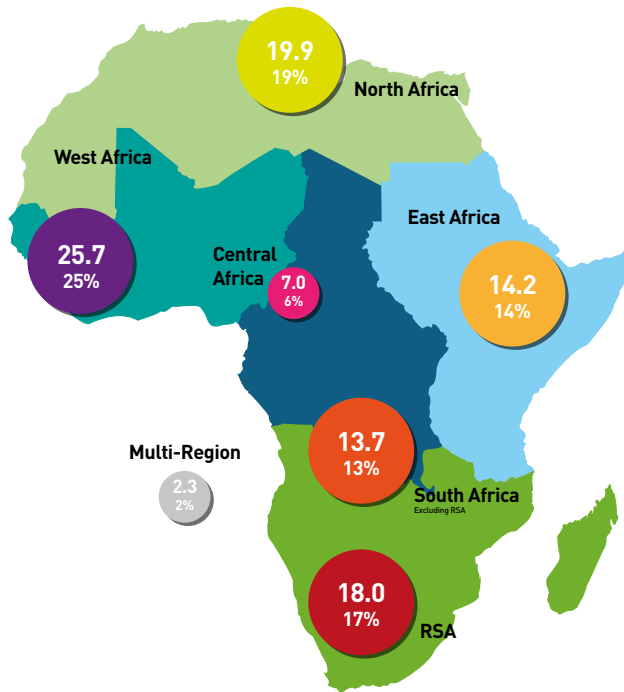 19.9
19%
North Africa
West Africa
East Africa
25.7
25%
Central
Africa
7.0
6%
14.2
14%
13.7
13%
Multi-Region
2.3
2%
South Africa
Excluding RSA
18.0
17%
RSA